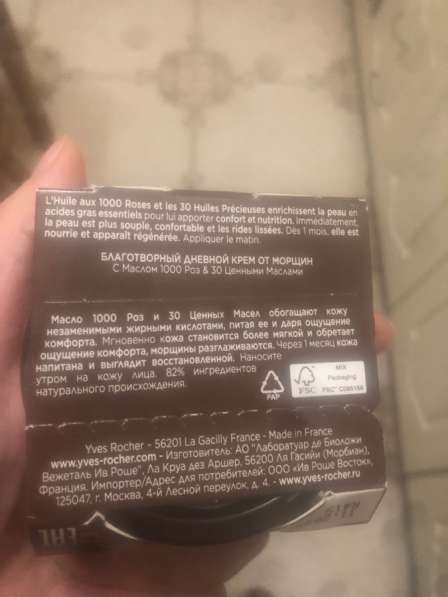 L'Huile aux 1000 Roses et les 30 Huiles Précieuses enrichissent la peau en
acides gras essentiels pour lui apporter confort et nutrition. Immédiatement,
la peau est plus souple, confortable et les rides lissées. Dès 1 mois, elle est
nourrie et apparaît régénérée. Appliquer le matin.
БЛАГОТВОРНЫЙ ДНЕВНОЙ КРЕМ ОТ МОРЩИН
С Маслом 1000 Роз & 30 Ценными Маслами
Масло 1000 Роз и 30 Ценных Масел обогащают кожу
незаменимыми жирными кислотами, питая ее и даря ощущение
комфорта. Мгновенно кожа становится более мягкой и обретает
ощущение комфорта, морщины разглаживаются. Через 1 месяц кожа
напитана и выглядит восстановленной. Наносите
утром на кожу лица. 82% ингредиентов
натурального происхождения.
PAP
FSC
MIX
Packaging
FSC® C085158
Yves Rocher - 56201 La Gacilly France - Made in France
www.yves-rocher.com - Изготовитель: АО "Лаборатуар де Биоложи
Вежеталь Ив Роше", Ла Круа дез Аршер, 56200 Ля Гасийи (Морбиан),
Франция. Импортер/Адрес для потребителей: ООО «Ив Роше Восток»,
125047, г. Москва, 4-й Лесной переулок, д. 4. - www.yves-rocher.ru
EAC